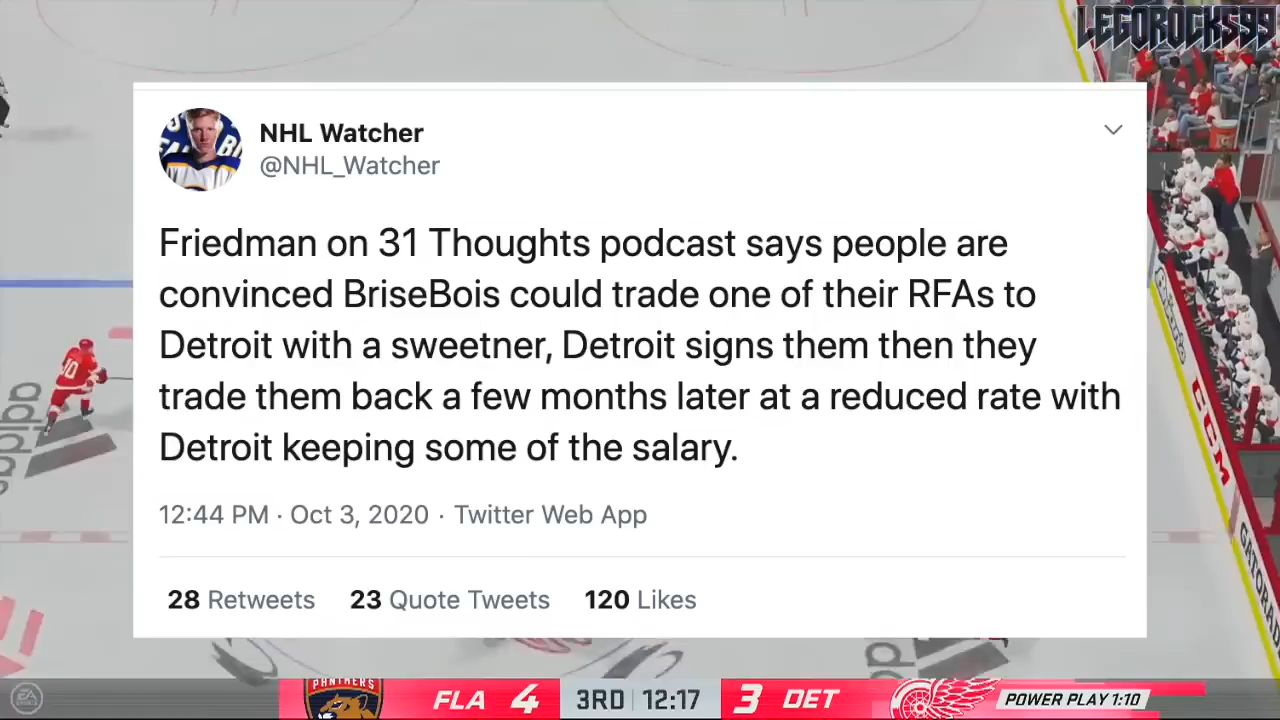 LEGOROCKS99
NHL Watcher
@NHL_Watcher
Friedman on 31 Thoughts podcast says people are
convinced BriseBois could trade one of their RFAs to
Detroit with a sweetner, Detroit signs them then they
trade them back a few months later at a reduced rate with
Detroit keeping some of the salary.
12:44 PM · Oct 3, 2020 · Twitter Web App
28 Retweets 23 Quote Tweets 120 Likes
adidas
CCM
GATORA
PANTHERS
FLA 4 3RD 12:17 3 DET POWER PLAY 1:10